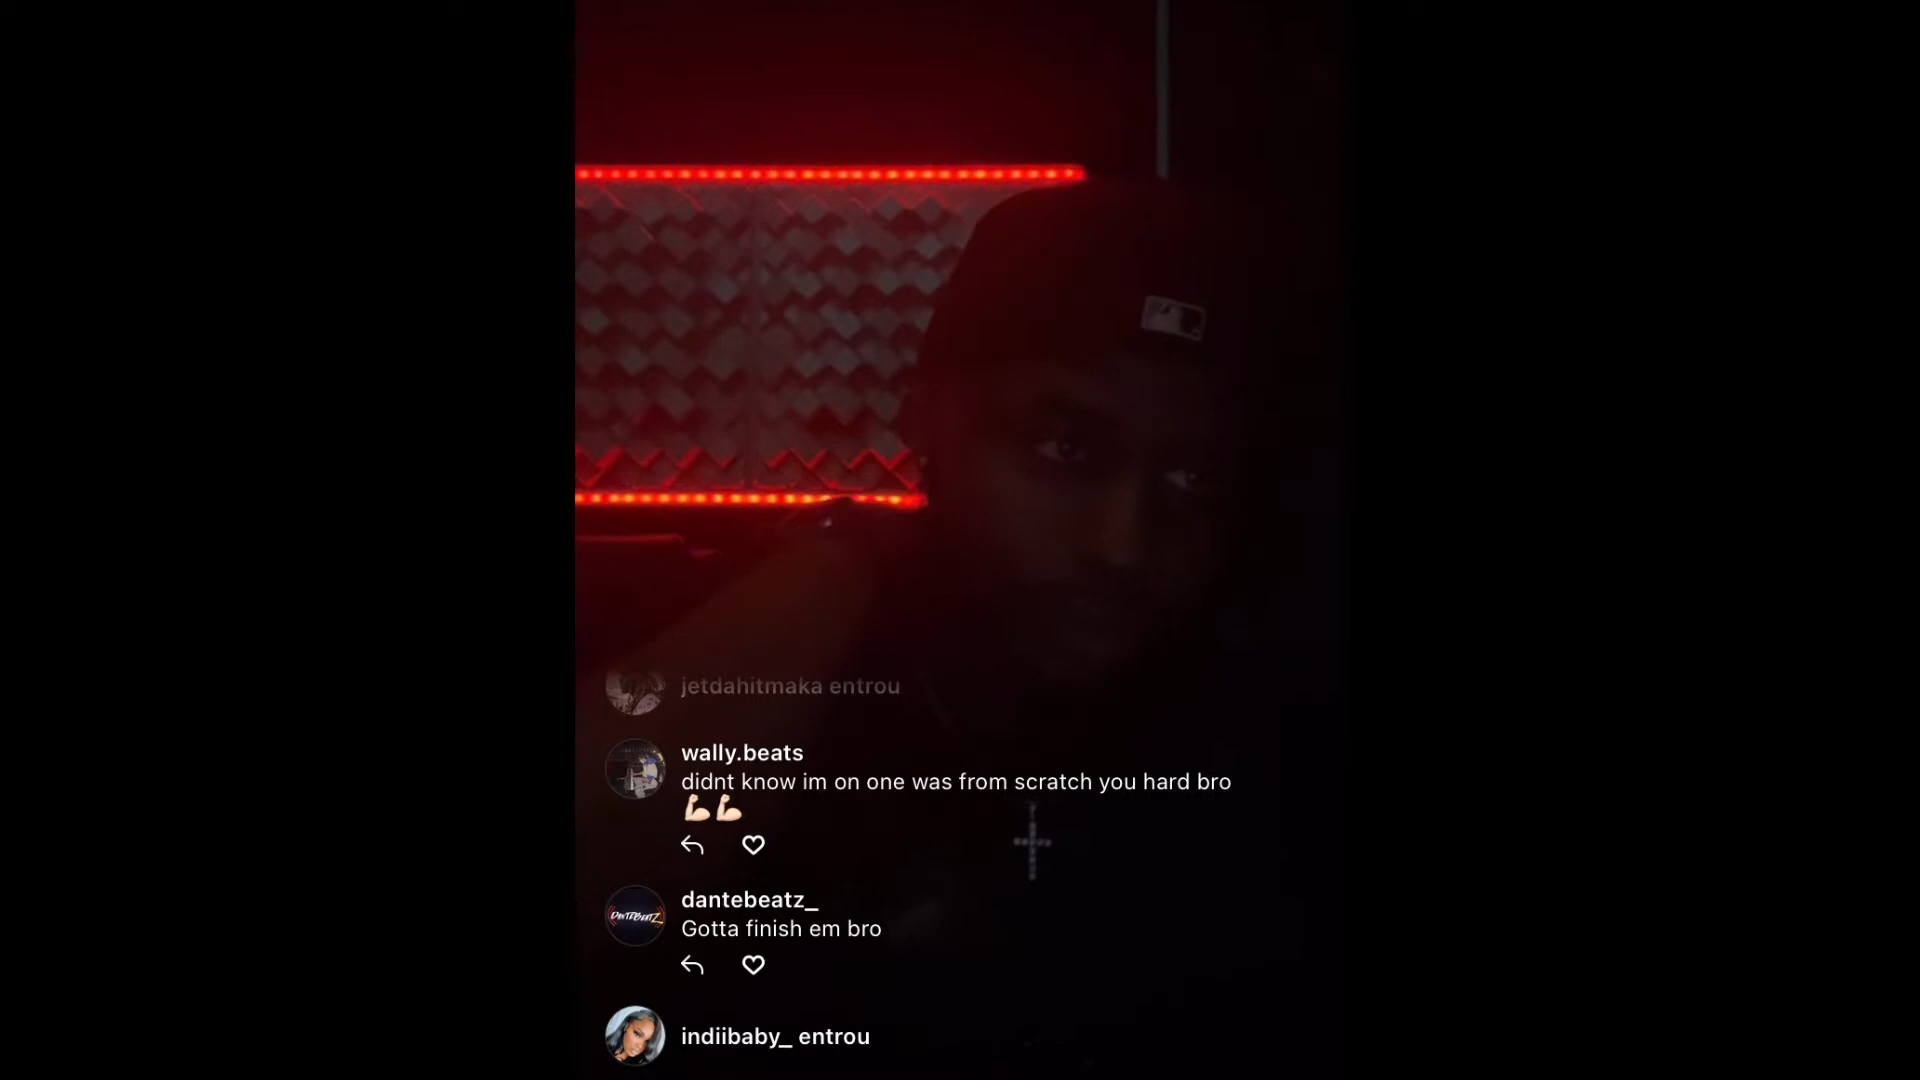 jetdahitmaka entrou
wally.beats
didnt know im on one was from scratch you hard bro
💪🏻💪🏻
DANTEBEATZ
dantebeatz_
Gotta finish em bro
indiibaby_ entrou